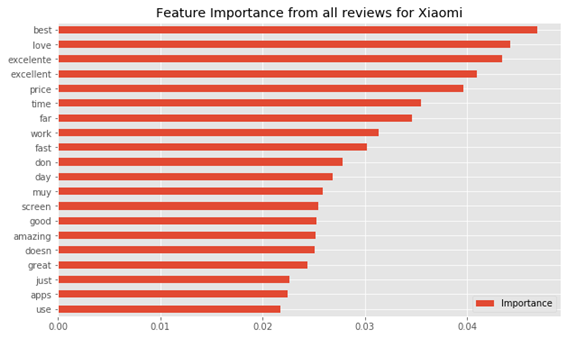 Feature Importance from all reviews for Xiaomi
best
love
excelente
excellent
price
time
far
work
fast
don
day
muy
screen
good
amazing
doesn
great
just
apps
use
Importance
0.00 0.01 0.02 0.03 0.04